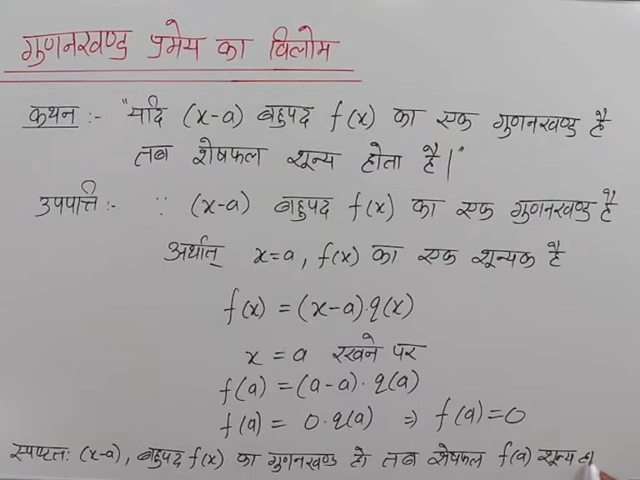 गुणनखण्ड प्रमेय का विलोम
कथन :- "यदि (x-a) बहुपद f(x) का एक गुणनखण्ड है
तब शेषफल शून्य होता है।"
उपपत्ति :- ∵ (x-a) बहुपद f(x) का एक गुणनखण्ड है
अर्थात् x=a, f(x) का एक शून्यक है
f(x) = (x-a)·q(x)
x = a रखने पर
f(a) = (a-a)·q(a)
f(a) = 0·q(a) ⇒ f(a)=0
स्पष्टतः (x-a), बहुपद f(x) का गुणनखण्ड हो तब शेषफल f(a) शून्य